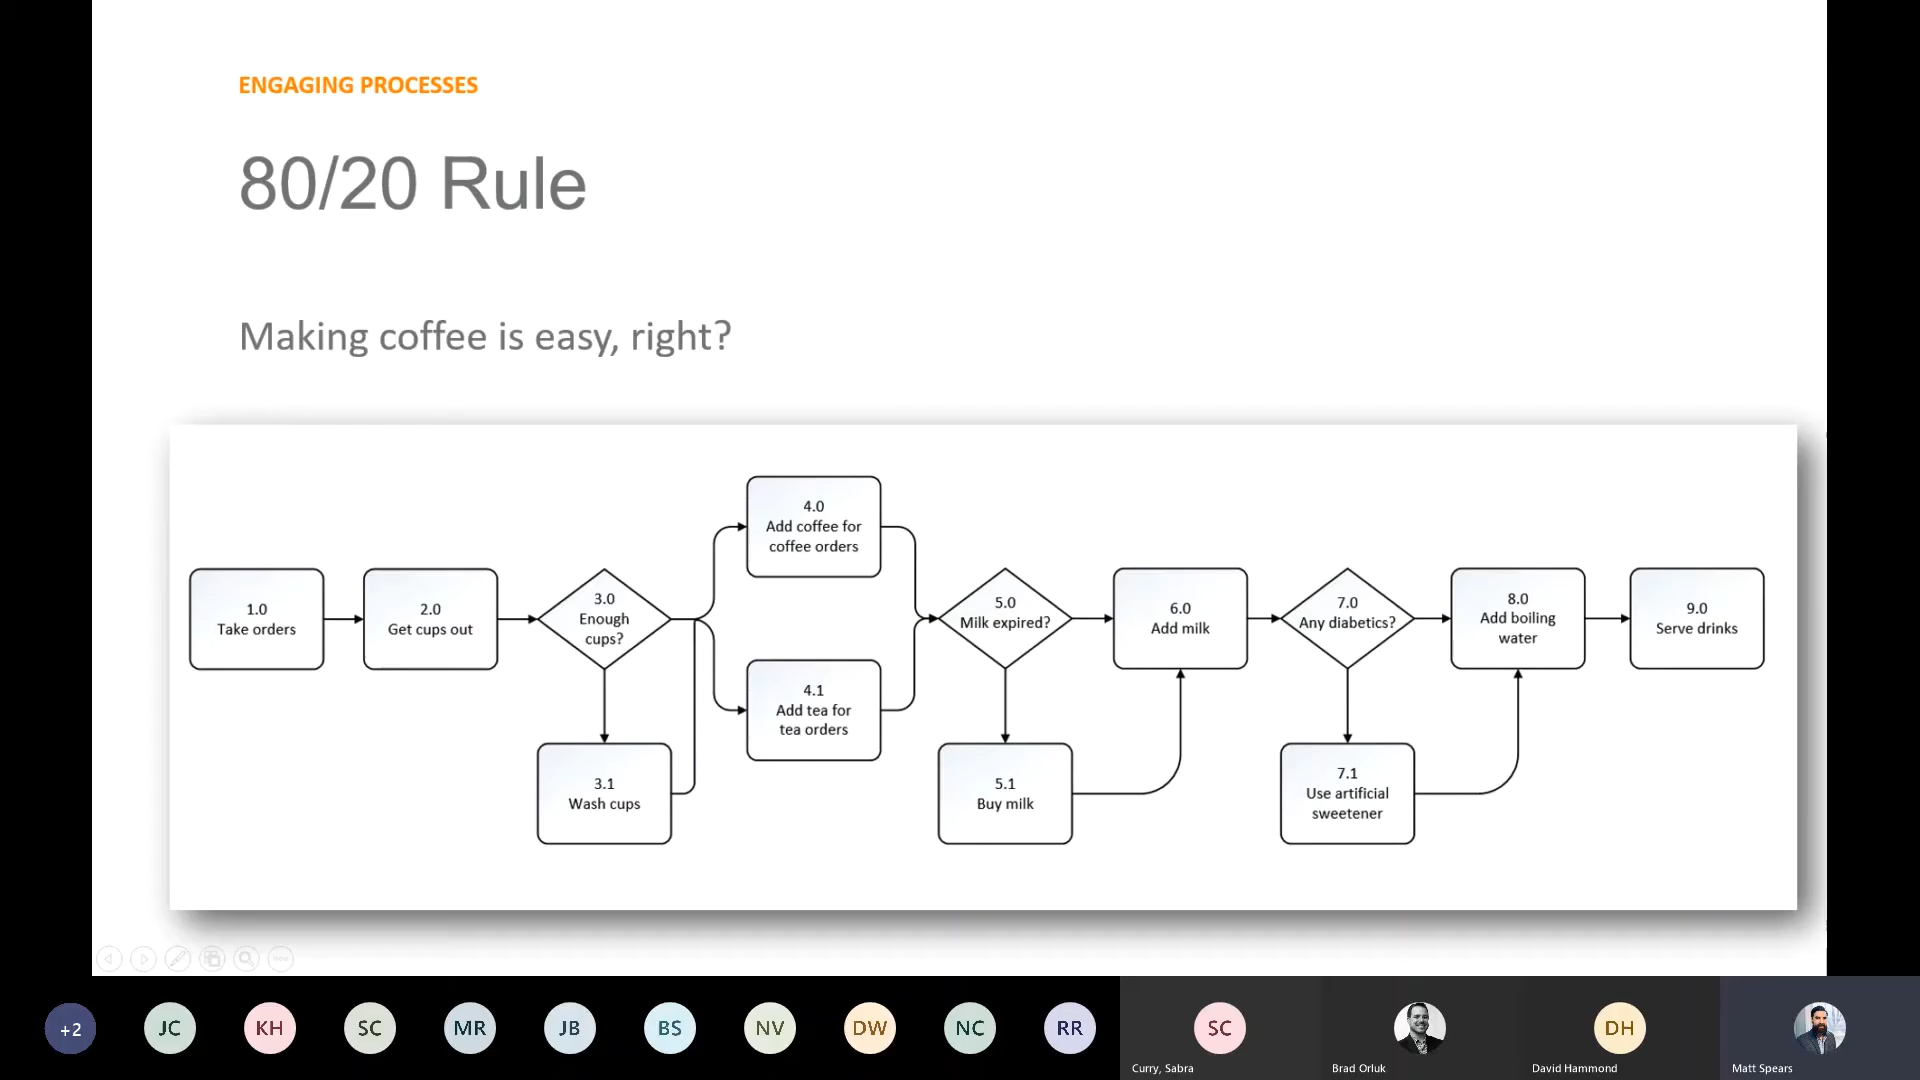 ENGAGING PROCESSES
80/20 Rule
Making coffee is easy, right?
1.0
Take orders
2.0
Get cups out
3.0
Enough
cups?
3.1
Wash cups
4.0
Add coffee for
coffee orders
4.1
Add tea for
tea orders
5.0
Milk expired?
5.1
Buy milk
6.0
Add milk
7.0
Any diabetics?
7.1
Use artificial
sweetener
8.0
Add boiling
water
9.0
Serve drinks
+2
JC
KH
SC
MR
JB
BS
NV
DW
NC
RR
SC
DH
Curry, Sabra
Brad Orluk
David Hammond
Matt Spears